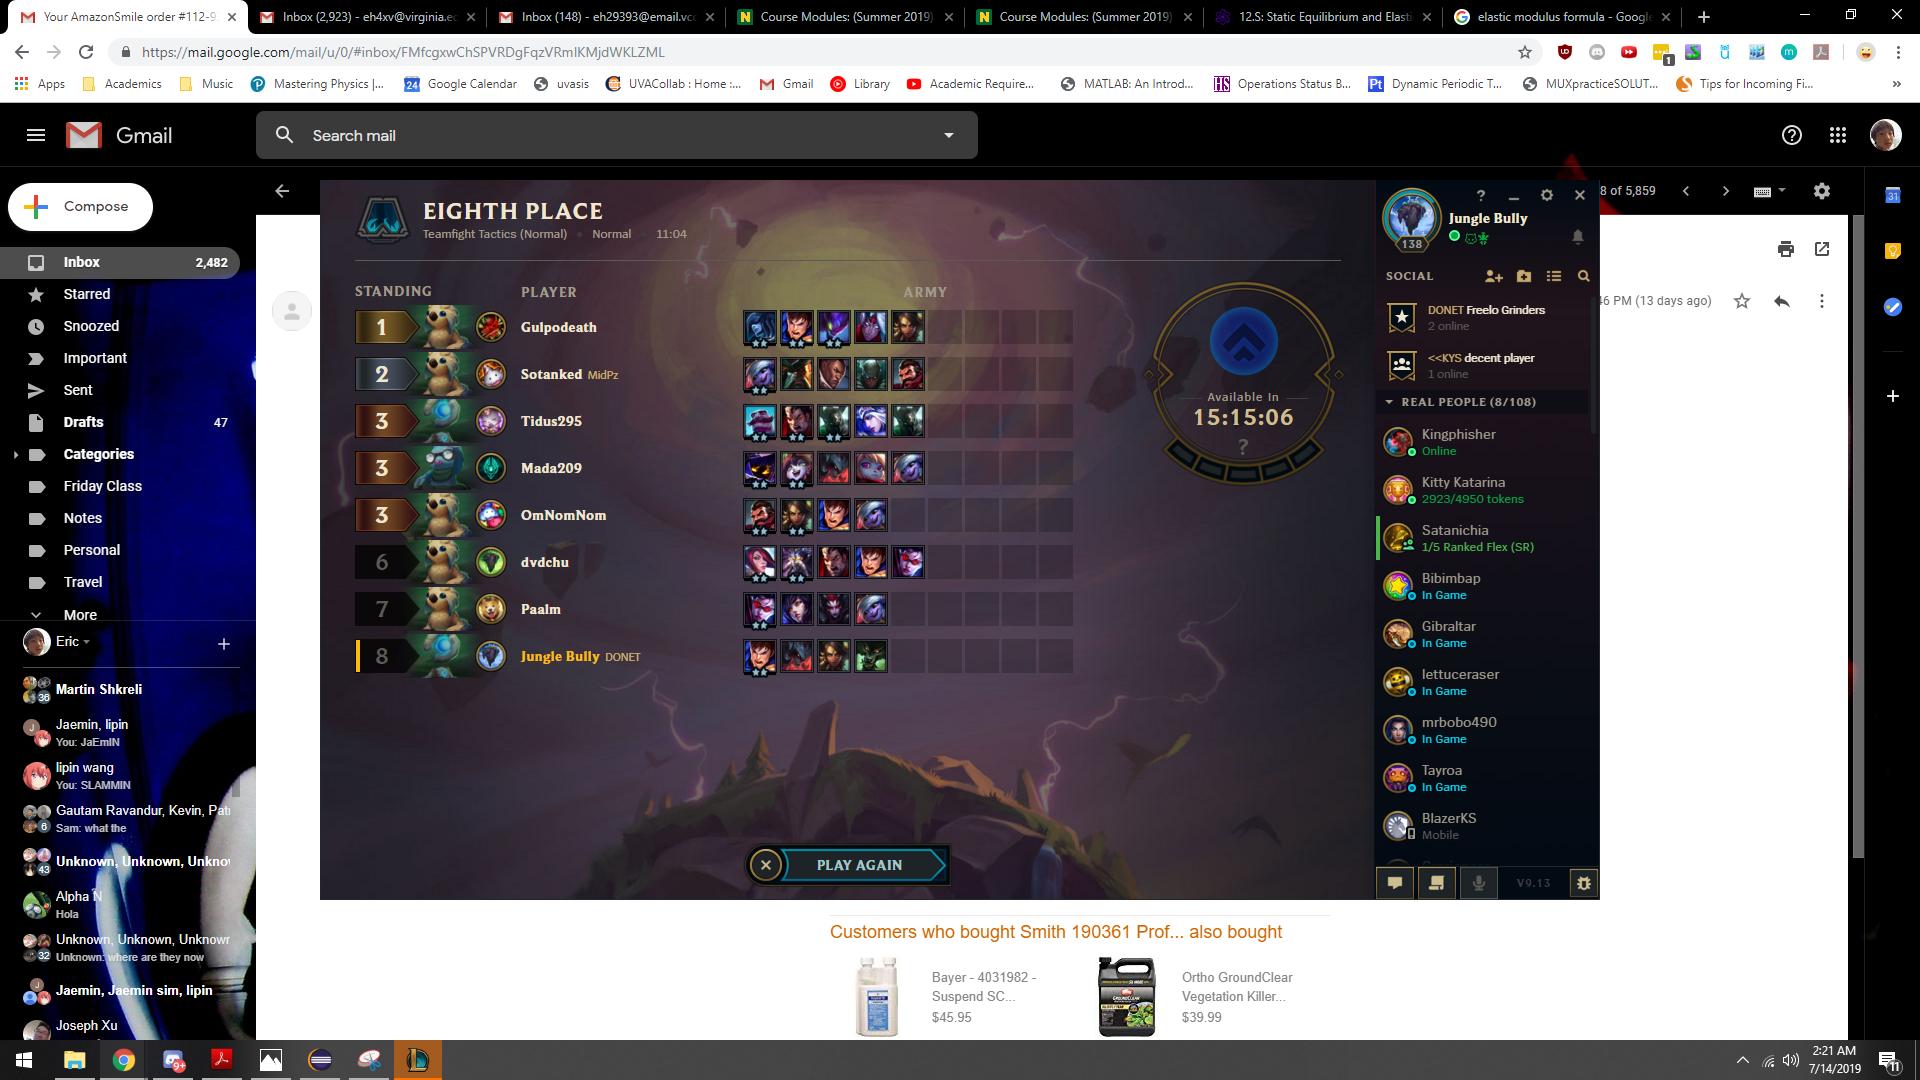 Your AmazonSmile order #112-9
Inbox (2,923) - eh4xv@virginia.ed
Inbox (148) - eh29393@email.vcc
Course Modules: (Summer 2019)
Course Modules: (Summer 2019)
12.S: Static Equilibrium and Elasti
elastic modulus formula - Google
https://mail.google.com/mail/u/0/#inbox/FMfcgxwChSPVRDgFqzVRmlKMjdWKLZML
Apps
Academics
Music
Mastering Physics |...
Google Calendar
uvasis
UVACollab : Home :...
Gmail
Library
Academic Require...
MATLAB: An Introd...
Operations Status B...
Dynamic Periodic T...
MUXpracticeSOLUT...
Tips for Incoming Fi...
Gmail
Search mail
Compose
8 of 5,859
Inbox 2,482
Starred
Snoozed
Important
Sent
Drafts 47
Categories
Friday Class
Notes
Personal
Travel
More
Eric
Martin Shkreli
36
Jaemin, lipin
You: JaEmIN
lipin wang
You: SLAMMIN
Gautam Ravandur, Kevin, Pat
Sam: what the
6
Unknown, Unknown, Unkno
43
Alpha N
Hola
Unknown, Unknown, Unknowr
Unknown: where are they now
32
Jaemin, Jaemin sim, lipin
Joseph Xu
EIGHTH PLACE
Teamfight Tactics (Normal) • Normal • 11:04
STANDING PLAYER ARMY
1 Gulpodeath
2 Sotanked MidPz
3 Tidus295
3 Mada209
3 OmNomNom
6 dvdchu
7 Paalm
8 Jungle Bully DONET
Available In
15:15:06
?
PLAY AGAIN
Jungle Bully
138
SOCIAL
DONET Freelo Grinders
2 online
<<KYS decent player
1 online
REAL PEOPLE (8/108)
Kingphisher
Online
Kitty Katarina
2923/4950 tokens
Satanichia
1/5 Ranked Flex (SR)
Bibimbap
In Game
Gibraltar
In Game
lettuceraser
In Game
mrbobo490
In Game
Tayroa
In Game
BlazerKS
Mobile
V9.13
46 PM (13 days ago)
Customers who bought Smith 190361 Prof... also bought
Bayer - 4031982 -
Suspend SC...
$45.95
Ortho GroundClear
Vegetation Killer...
$39.99
2:21 AM
7/14/2019
11